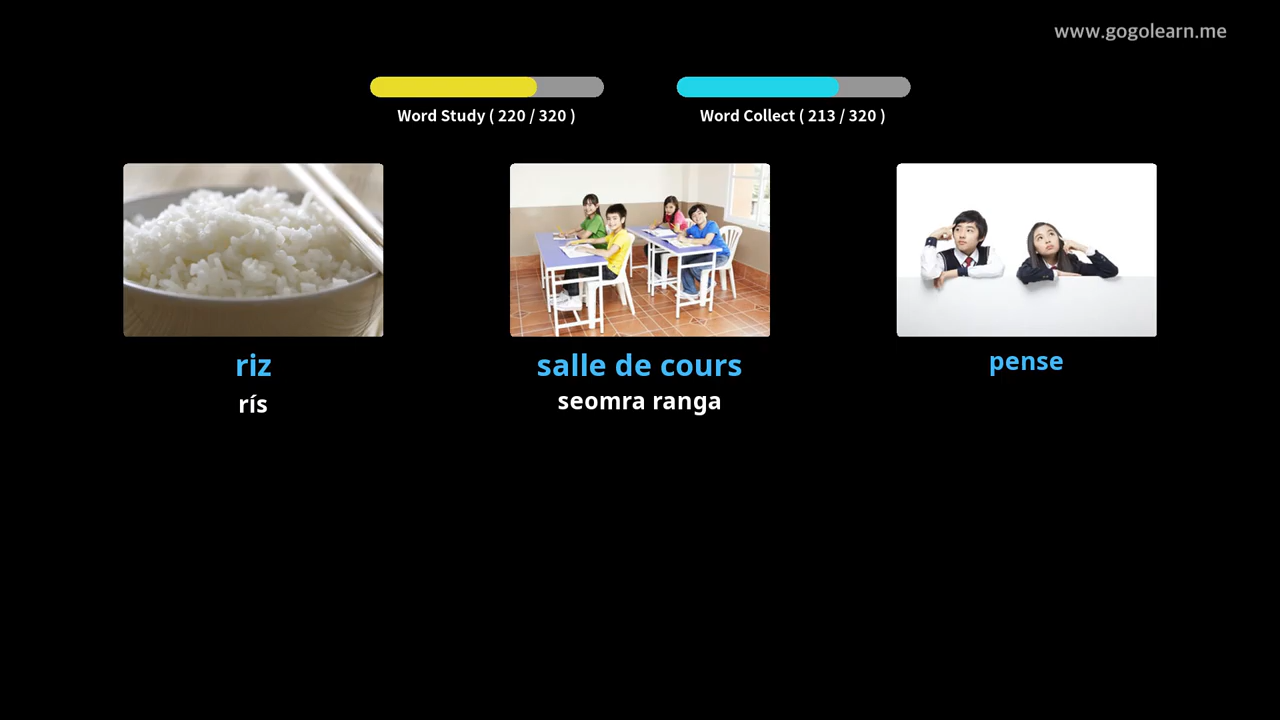 www.gogolearn.me
Word Study ( 220 / 320 )
Word Collect ( 213 / 320 )
riz
rís
salle de cours
seomra ranga
pense